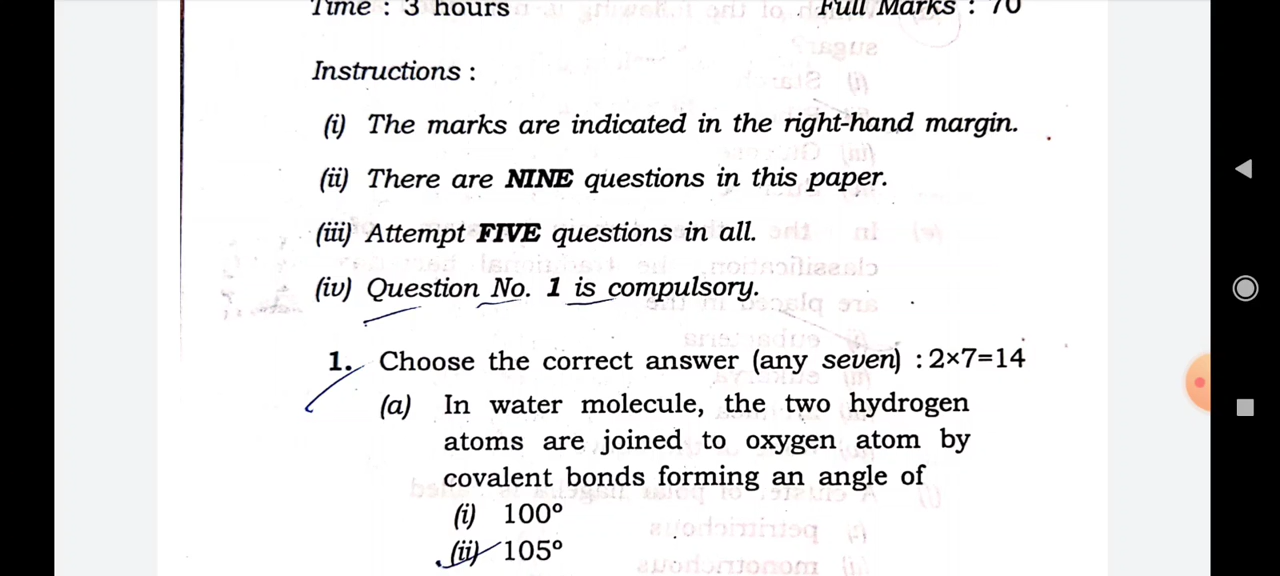 Time : 3 hours Full Marks : 70
Instructions :
(i) The marks are indicated in the right-hand margin.
(ii) There are NINE questions in this paper.
(iii) Attempt FIVE questions in all.
(iv) Question No. 1 is compulsory.
1. Choose the correct answer (any seven) : 2×7=14
(a) In water molecule, the two hydrogen
atoms are joined to oxygen atom by
covalent bonds forming an angle of
(i) 100°
(ii) 105°